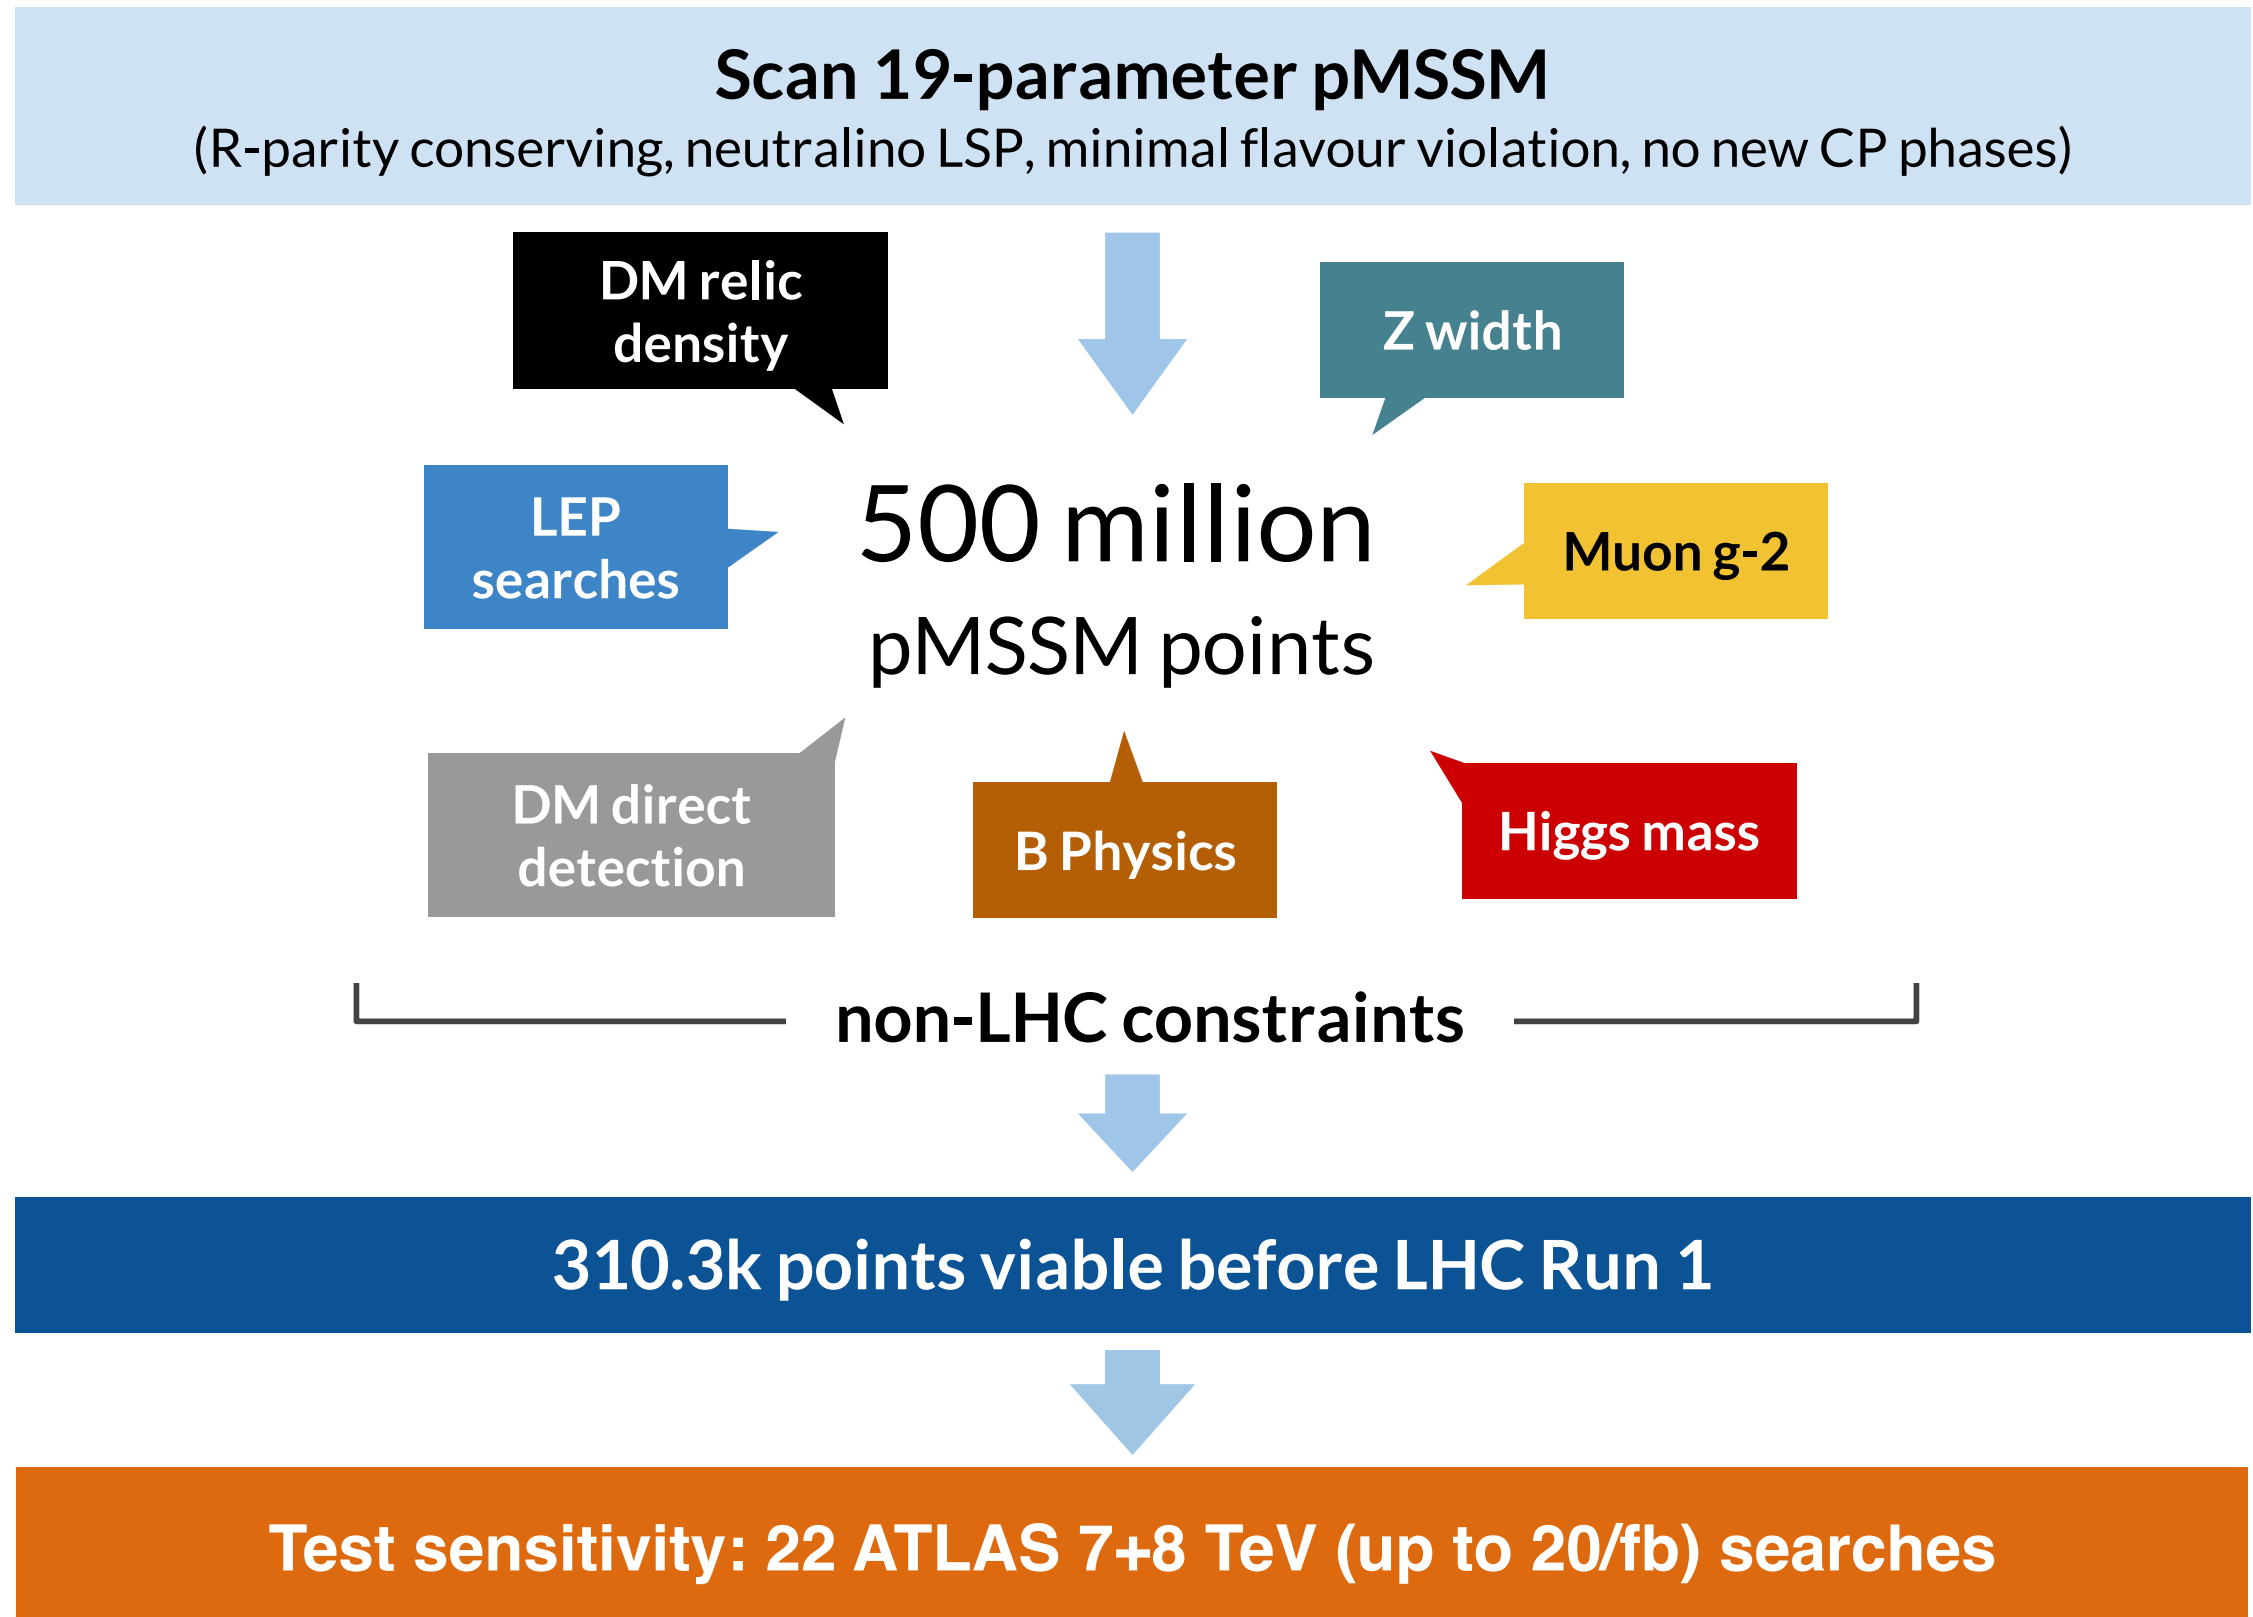 Scan 19-parameter pMSSM
(R-parity conserving, neutralino LSP, minimal flavour violation, no new CP phases)
DM relic
density
Z width
LEP
searches
500 million
pMSSM points
Muon g-2
DM direct
detection
B Physics
Higgs mass
non-LHC constraints
310.3k points viable before LHC Run 1
Test sensitivity: 22 ATLAS 7+8 TeV (up to 20/fb) searches